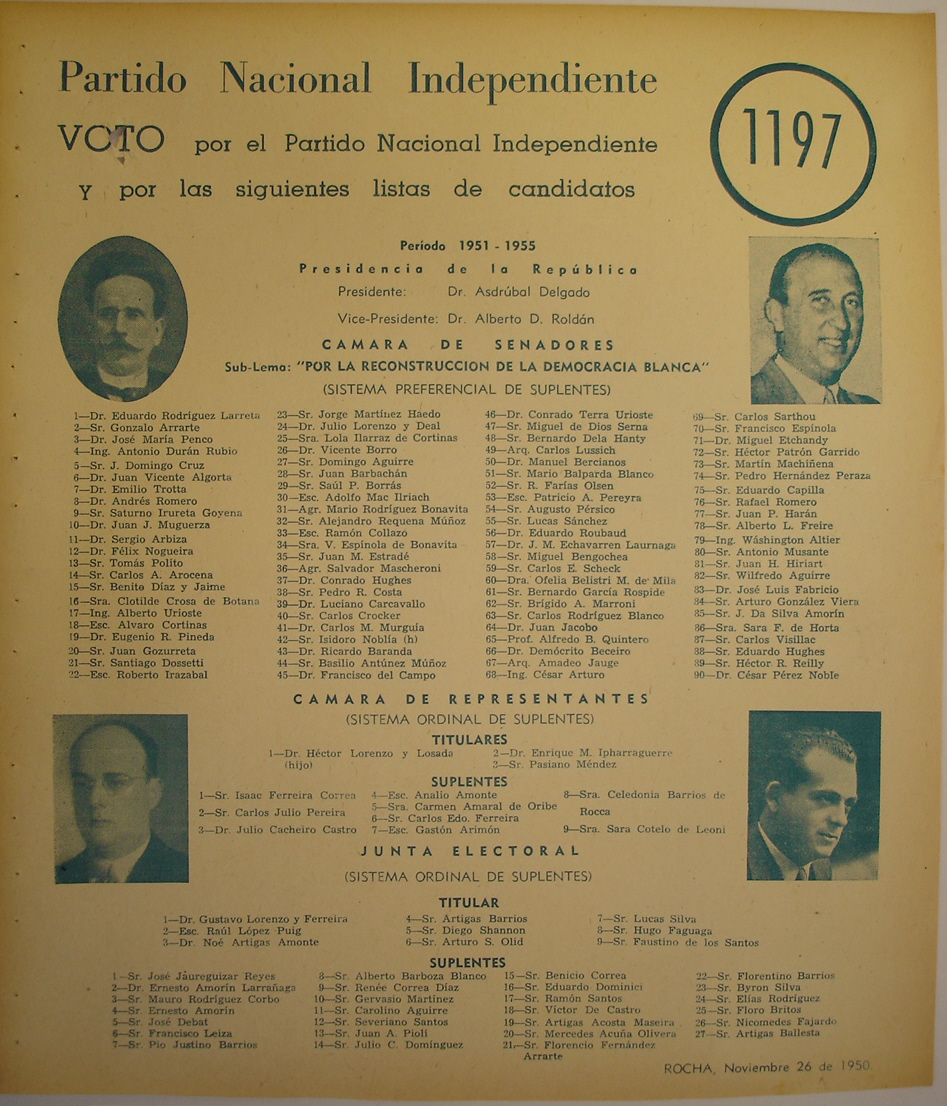 Partido Nacional Independiente
1197
VOTO por el Partido Nacional Independiente
Y por las siguientes listas de candidatos
Período 1951 - 1955
Presidencia de la República
Presidente: Dr. Asdrúbal Delgado
Vice-Presidente: Dr. Alberto D. Roldán
CAMARA DE SENADORES
Sub-Lema: "POR LA RECONSTRUCCION DE LA DEMOCRACIA BLANCA"
(SISTEMA PREFERENCIAL DE SUPLENTES)
1—Dr. Eduardo Rodríguez Larreta
2—Sr. Gonzalo Arrarte
3—Dr. José María Penco
4—Ing. Antonio Durán Rubio
5—Sr. J. Domingo Cruz
6—Dr. Juan Vicente Algorta
7—Dr. Emilio Trotta
8—Dr. Andrés Romero
9—Sr. Saturno Irureta Goyena
10—Dr. Juan J. Muguerza
11—Dr. Sergio Arbiza
12—Dr. Félix Nogueira
13—Sr. Tomás Polito
14—Sr. Carlos A. Arocena
15—Sr. Benito Díaz y Jaime
16—Sra. Clotilde Crosa de Botana
17—Ing. Alberto Urioste
18—Esc. Alvaro Cortinas
19—Dr. Eugenio R. Pineda
20—Sr. Juan Gozurreta
21—Sr. Santiago Dossetti
22—Esc. Roberto Irazabal
23—Sr. Jorge Martínez Haedo
24—Dr. Julio Lorenzo y Deal
25—Sra. Lola Ilarraz de Cortinas
26—Dr. Vicente Borro
27—Sr. Domingo Aguirre
28—Sr. Juan Barbachán
29—Sr. Saúl P. Borrás
30—Esc. Adolfo Mac Ilriach
31—Agr. Mario Rodríguez Bonavita
32—Sr. Alejandro Requena Múñoz
33—Esc. Ramón Collazo
34—Sra. V. Espínola de Bonavita
35—Sr. Juan M. Estradé
36—Agr. Salvador Mascheroni
37—Dr. Conrado Hughes
38—Sr. Pedro R. Costa
39—Dr. Luciano Carcavallo
40—Sr. Carlos Crocker
41—Dr. Carlos M. Murguía
42—Sr. Isidoro Noblía (h)
43—Dr. Ricardo Baranda
44—Sr. Basilio Antúnez Múñoz
45—Dr. Francisco del Campo
46—Dr. Conrado Terra Urioste
47—Sr. Miguel de Dios Serna
48—Sr. Bernardo Dela Hanty
49—Arq. Carlos Lussich
50—Dr. Manuel Bercianos
51—Sr. Mario Balparda Blanco
52—Sr. R. Farías Olsen
53—Esc. Patricio A. Pereyra
54—Sr. Augusto Pérsico
55—Sr. Lucas Sánchez
56—Dr. Eduardo Roubaud
57—Dr. J. M. Echavarren Laurnaga
58—Sr. Miguel Bengochea
59—Sr. Carlos E. Scheck
60—Dra. Ofelia Belistri M. de Mila
61—Sr. Bernardo García Rospide
62—Sr. Brígido A. Marroni
63—Sr. Carlos Rodríguez Blanco
64—Dr. Juan Jacobo
65—Prof. Alfredo B. Quintero
66—Dr. Demócrito Beceiro
67—Arq. Amadeo Jauge
68—Ing. César Arturo
69—Sr. Carlos Sarthou
70—Sr. Francisco Espínola
71—Dr. Miguel Etchandy
72—Sr. Héctor Patrón Garrido
73—Sr. Martín Machiñena
74—Sr. Pedro Hernández Peraza
75—Sr. Eduardo Capilla
76—Sr. Rafael Romero
77—Sr. Juan P. Harán
78—Sr. Alberto L. Freire
79—Ing. Wáshington Altier
80—Sr. Antonio Musante
81—Sr. Juan H. Hiriart
82—Sr. Wilfredo Aguirre
83—Dr. José Luis Fabricio
84—Sr. Arturo González Viera
85—Sr. J. Da Silva Amorín
86—Sra. Sara F. de Horta
87—Sr. Carlos Visillac
88—Sr. Eduardo Hughes
89—Sr. Héctor R. Reilly
90—Dr. César Pérez Noble
CAMARA DE REPRESENTANTES
(SISTEMA ORDINAL DE SUPLENTES)
TITULARES
1—Dr. Héctor Lorenzo y Losada
(hijo)
2—Dr. Enrique M. Ipharraguerre
3—Sr. Pasiano Méndez
SUPLENTES
1—Sr. Isaac Ferreira Correa
2—Sr. Carlos Julio Pereira
3—Dr. Julio Cacheiro Castro
4—Esc. Analio Amonte
5—Sra. Carmen Amaral de Oribe
6—Sr. Carlos Edo. Ferreira
7—Esc. Gastón Arimón
8—Sra. Celedonia Barrios de
Rocca
9—Sra. Sara Cotelo de Leoni
JUNTA ELECTORAL
(SISTEMA ORDINAL DE SUPLENTES)
TITULAR
1—Dr. Gustavo Lorenzo y Ferreira
2—Esc. Raúl López Puig
3—Dr. Noé Artigas Amonte
4—Sr. Artigas Barrios
5—Sr. Diego Shannon
6—Sr. Arturo S. Olid
7—Sr. Lucas Silva
8—Sr. Hugo Faguaga
9—Sr. Faustino de los Santos
SUPLENTES
1—Sr. José Jáureguizar Reyes
2—Dr. Ernesto Amorín Larrañaga
3—Sr. Mauro Rodríguez Corbo
4—Sr. Ernesto Amorín
5—Sr. José Debat
6—Sr. Francisco Leiza
7—Sr. Pío Justino Barrios
8—Sr. Alberto Barboza Blanco
9—Sr. Renée Correa Díaz
10—Sr. Gervasio Martínez
11—Sr. Carolino Aguirre
12—Sr. Severiano Santos
13—Sr. Juan A. Pioli
14—Sr. Julio C. Domínguez
15—Sr. Benicio Correa
16—Sr. Eduardo Dominici
17—Sr. Ramón Santos
18—Sr. Víctor De Castro
19—Sr. Artigas Acosta Maseira
20—Sr. Mercedes Acuña Olivera
21—Sr. Florencio Fernández
Arrarte
22—Sr. Florentino Barrios
23—Sr. Byron Silva
24—Sr. Elías Rodríguez
25—Sr. Floro Britos
26—Sr. Nicomedes Fajardo
27—Sr. Artigas Ballesta
ROCHA, Noviembre 26 de 1950